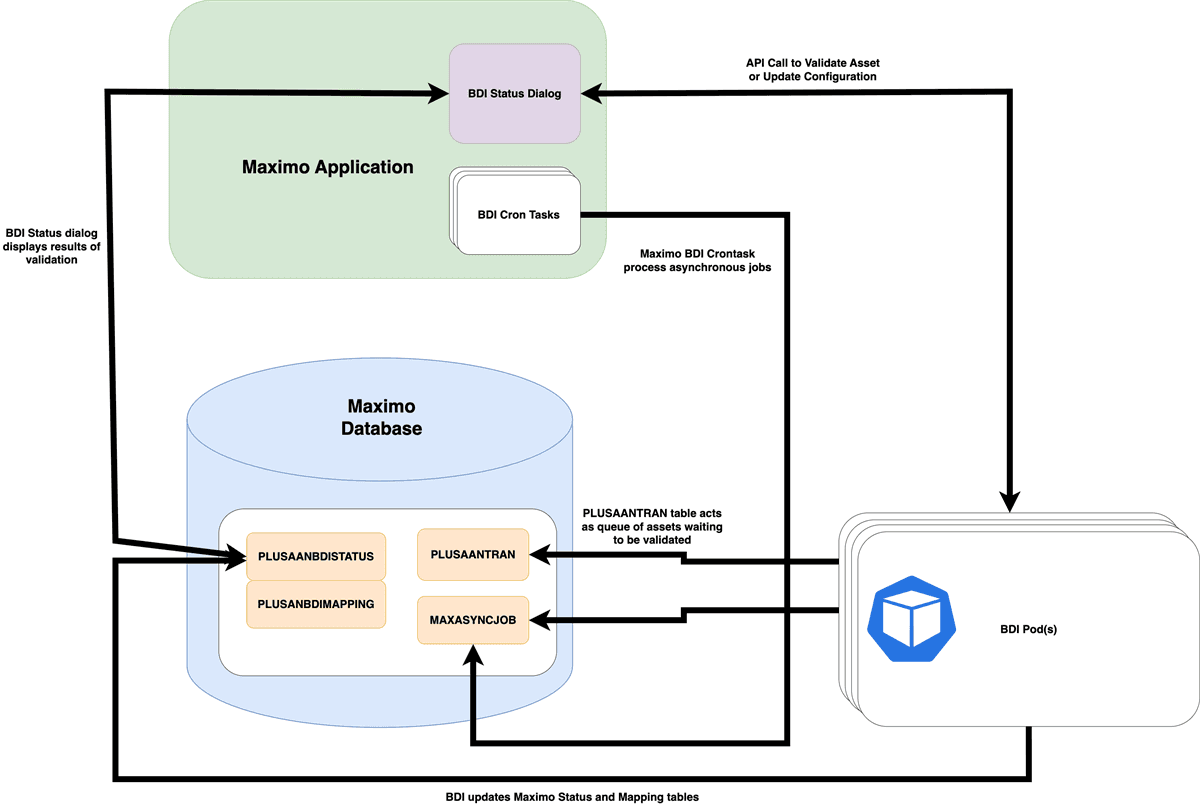 API Call to Validate Asset
or Update Configuration
BDI Status Dialog
Maximo Application
BDI Cron Tasks
BDI Status dialog
displays results of
validation
Maximo BDI Crontask
process asynchronous jobs
Maximo
Database
PLUSAANTRAN table acts
as queue of assets waiting
to be validated
PLUSAANBDISTATUS
PLUSAANTRAN
PLUSANBDIMAPPING
MAXASYNCJOB
BDI Pod(s)
BDI updates Maximo Status and Mapping tables